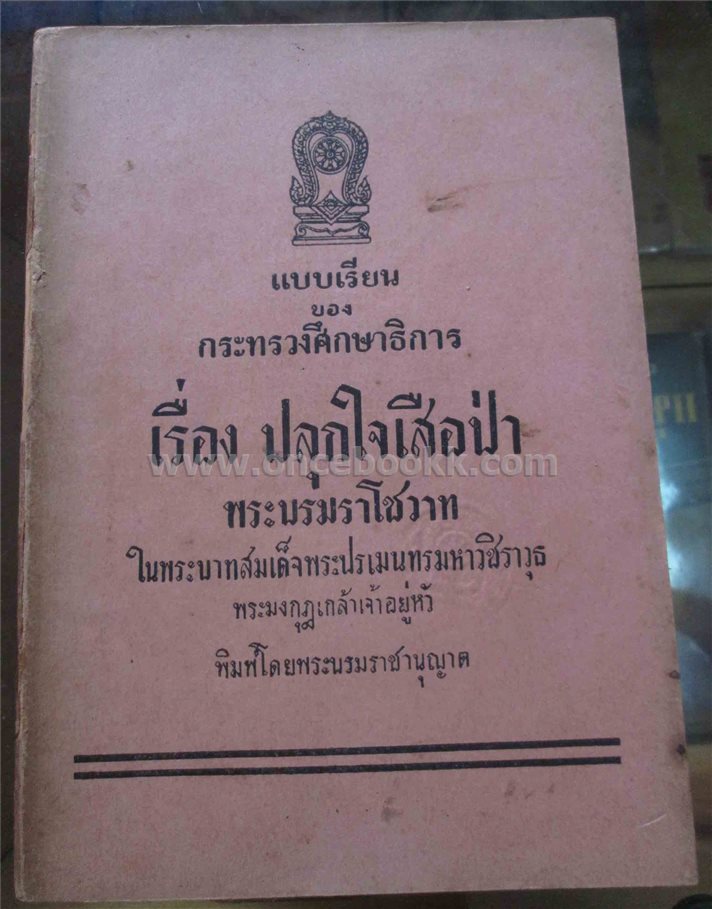 แบบเรียน
ของ
กระทรวงศึกษาธิการ
เรื่อง ปลุกใจเสือป่า
www.oncebookk.com
พระบรมราโชวาท
ในพระบาทสมเด็จพระปรเมนทรมหาวชิราวุธ
พระมงกุฎเกล้าเจ้าอยู่หัว
พิมพ์โดยพระบรมราชานุญาต